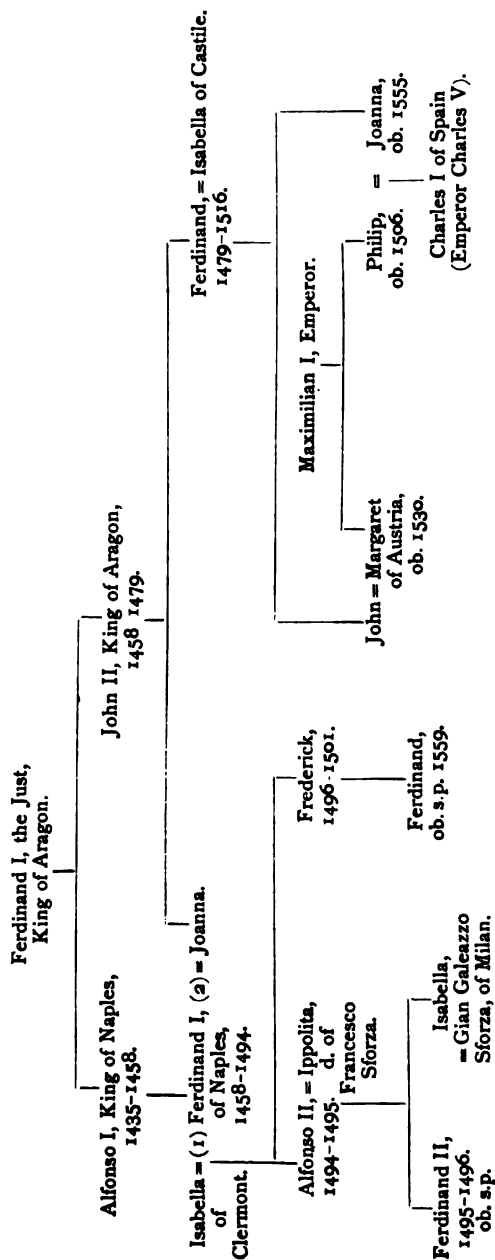 Ferdinand I, the Just,
King of Aragon.
Alfonso I, King of Naples,
1435-1458.
John II, King of Aragon,
1458 1479.
Isabella = (1) Ferdinand I, (2) = Joanna.
of
Clermont.
of Naples,
1458-1494.
Ferdinand, = Isabella of Castile.
1479-1516.
Alfonso II, = Ippolita,
1494-1495. d. of
Francesco
Sforza.
Frederick,
1496-1501.
Maximilian I, Emperor.
John = Margaret
of Austria,
ob. 1530.
Philip, = Joanna,
ob. 1506. ob. 1555.
Ferdinand II,
1495-1496.
ob. s.p.
Isabella,
= Gian Galeazzo
Sforza, of Milan.
Ferdinand,
ob. s.p. 1559.
Charles I of Spain
(Emperor Charles V).